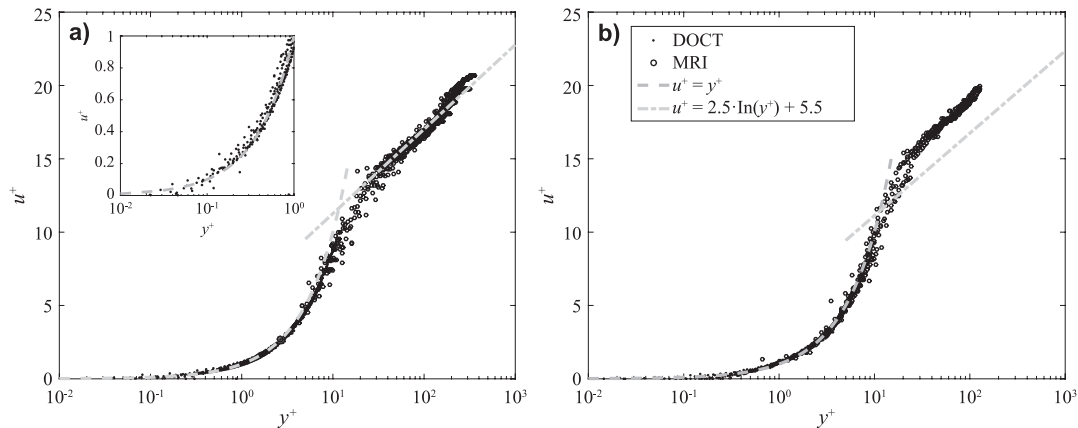 a)
25
20
15
10
5
0
u⁺
10⁻² 10⁻¹ 10⁰ 10¹ 10² 10³
y⁺
1
0.8
0.6
0.4
0.2
0
u⁺
10⁻² 10⁻¹ 10⁰
y⁺
b)
25
20
15
10
5
0
u⁺
10⁻² 10⁻¹ 10⁰ 10¹ 10² 10³
y⁺
DOCT
MRI
u⁺ = y⁺
u⁺ = 2.5·In(y⁺) + 5.5